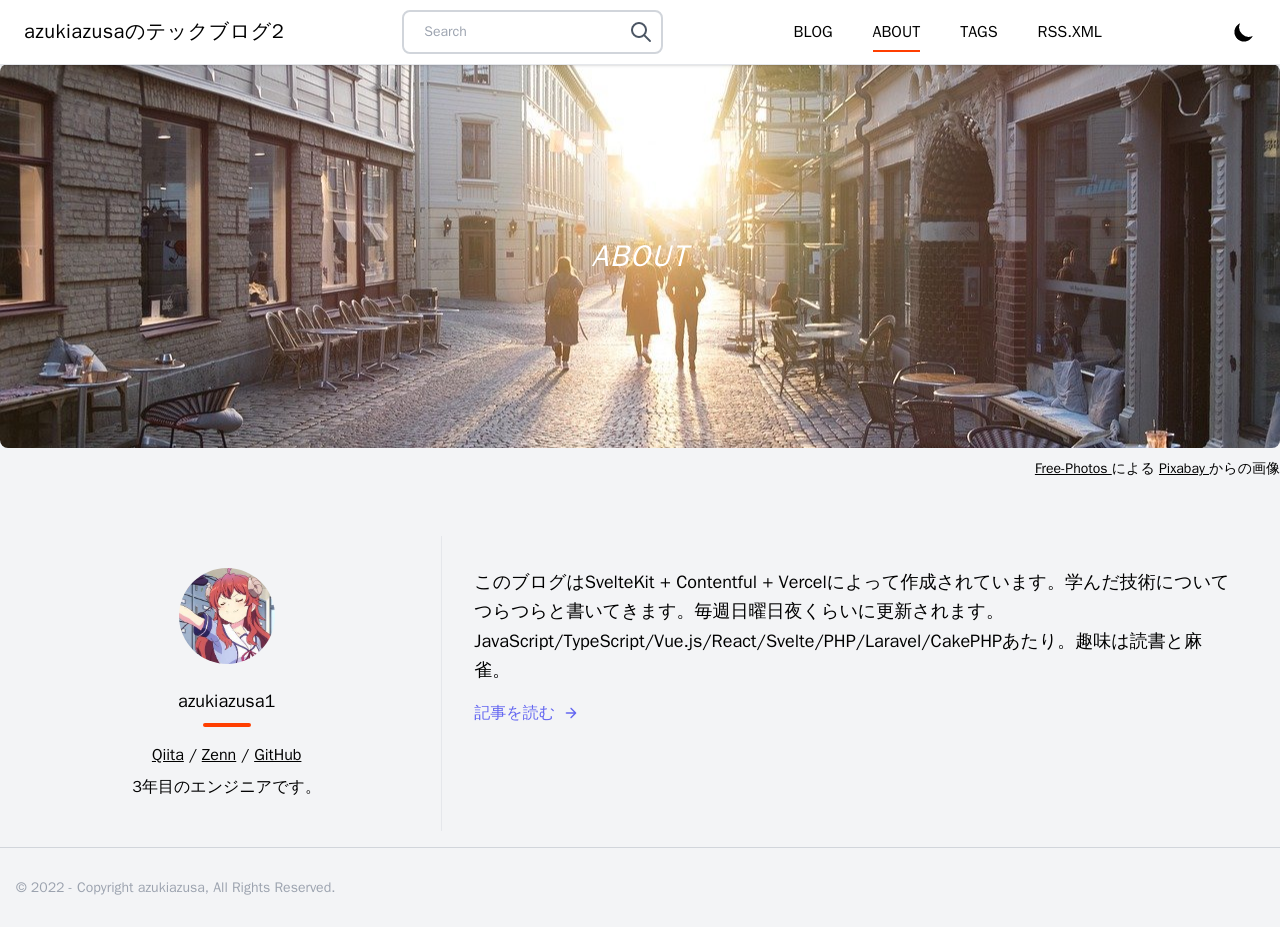 azukiazusaのテックブログ2
Search
BLOG
ABOUT
TAGS
RSS.XML
ABOUT
Free-Photos による Pixabay からの画像
このブログはSvelteKit + Contentful + Vercelによって作成されています。学んだ技術について
つらつらと書いてきます。毎週日曜日夜くらいに更新されます。
JavaScript/TypeScript/Vue.js/React/Svelte/PHP/Laravel/CakePHPあたり。趣味は読書と麻
雀。
記事を読む
azukiazusa1
Qiita / Zenn / GitHub
3年目のエンジニアです。
© 2022 - Copyright azukiazusa, All Rights Reserved.